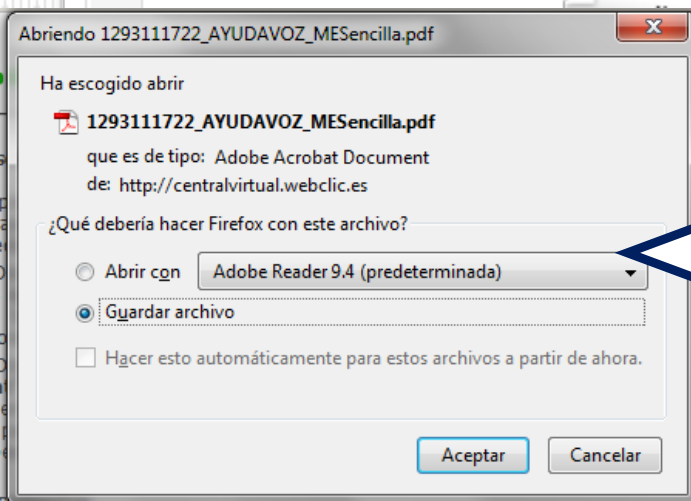 Abriendo 1293111722_AYUDAVOZ_MESencilla.pdf
Ha escogido abrir
1293111722_AYUDAVOZ_MESencilla.pdf
que es de tipo: Adobe Acrobat Document
de: http://centralvirtual.webclic.es
¿Qué debería hacer Firefox con este archivo?
Abrir con Adobe Reader 9.4 (predeterminada)
Guardar archivo
Hacer esto automáticamente para estos archivos a partir de ahora.
Aceptar Cancelar